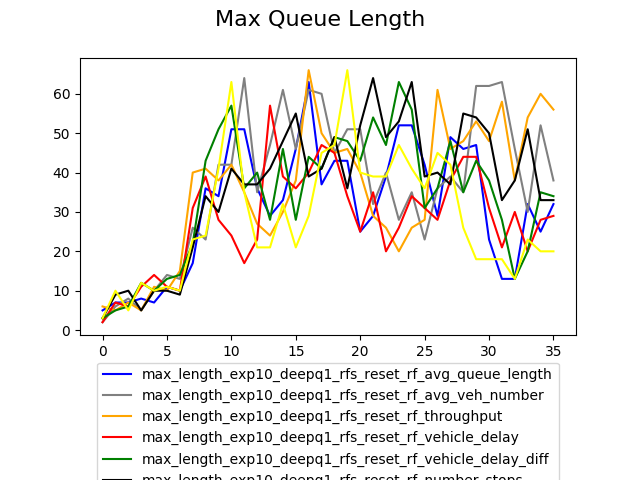 Max Queue Length
60
50
40
30
20
10
0
0 5 10 15 20 25 30 35
max_length_exp10_deepq1_rfs_reset_rf_avg_queue_length
max_length_exp10_deepq1_rfs_reset_rf_avg_veh_number
max_length_exp10_deepq1_rfs_reset_rf_throughput
max_length_exp10_deepq1_rfs_reset_rf_vehicle_delay
max_length_exp10_deepq1_rfs_reset_rf_vehicle_delay_diff
max_length_exp10_deepq1_rfs_reset_rf_number_stops